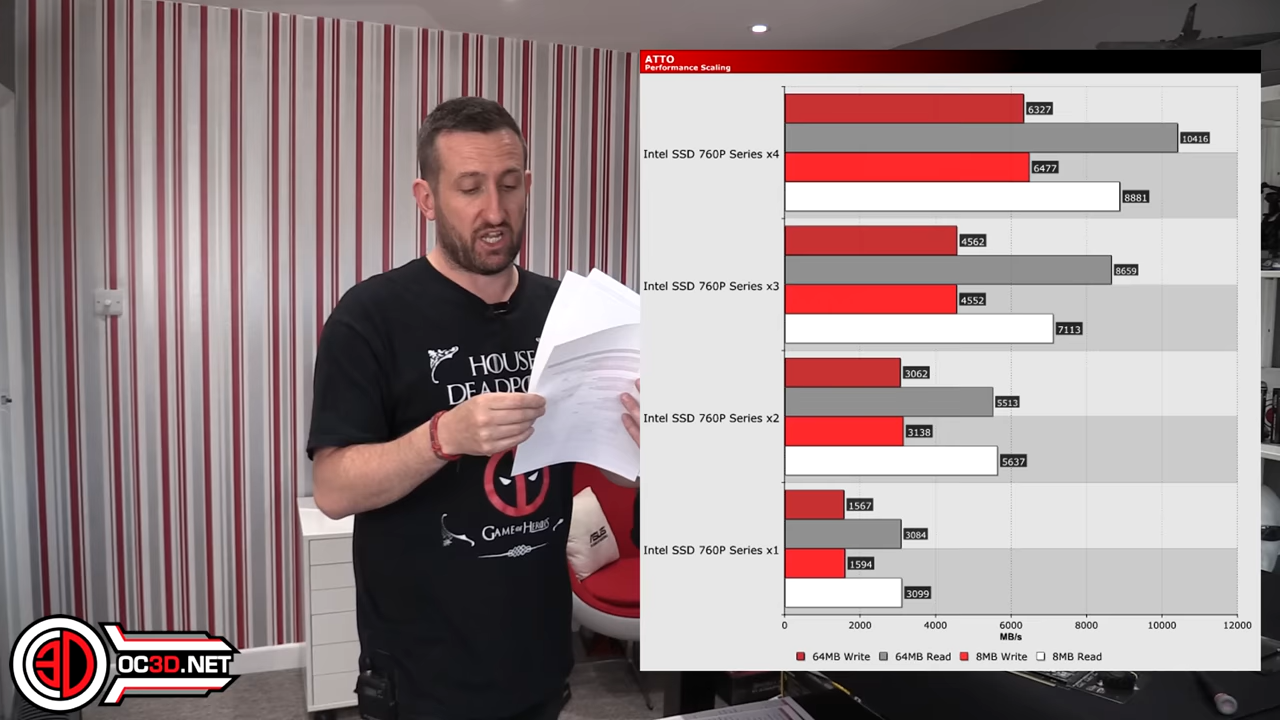 ATTO
Performance Scaling
Intel SSD 760P Series x4
6327
10416
6477
8881
Intel SSD 760P Series x3
4562
8659
4552
7113
Intel SSD 760P Series x2
3062
5513
3138
5637
Intel SSD 760P Series x1
1567
3084
1594
3099
0 2000 4000 6000 8000 10000 12000
MB/s
64MB Write 64MB Read 8MB Write 8MB Read
HOUSE
GAME OF HEROES
ASUS
OC3D.NET